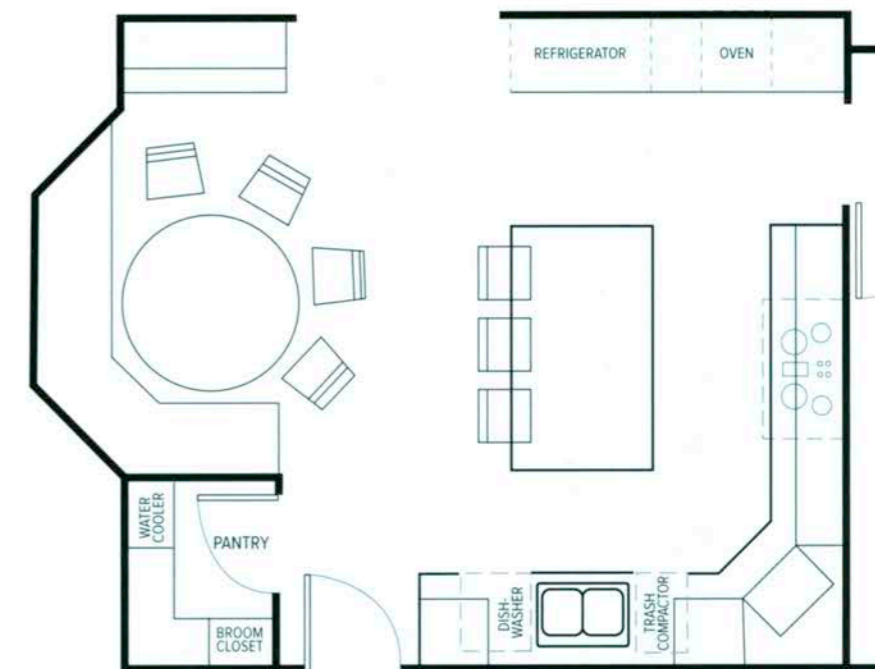 REFRIGERATOR
OVEN
WATER
COOLER
PANTRY
BROOM
CLOSET
DISH-
WASHER
TRASH
COMPACTOR